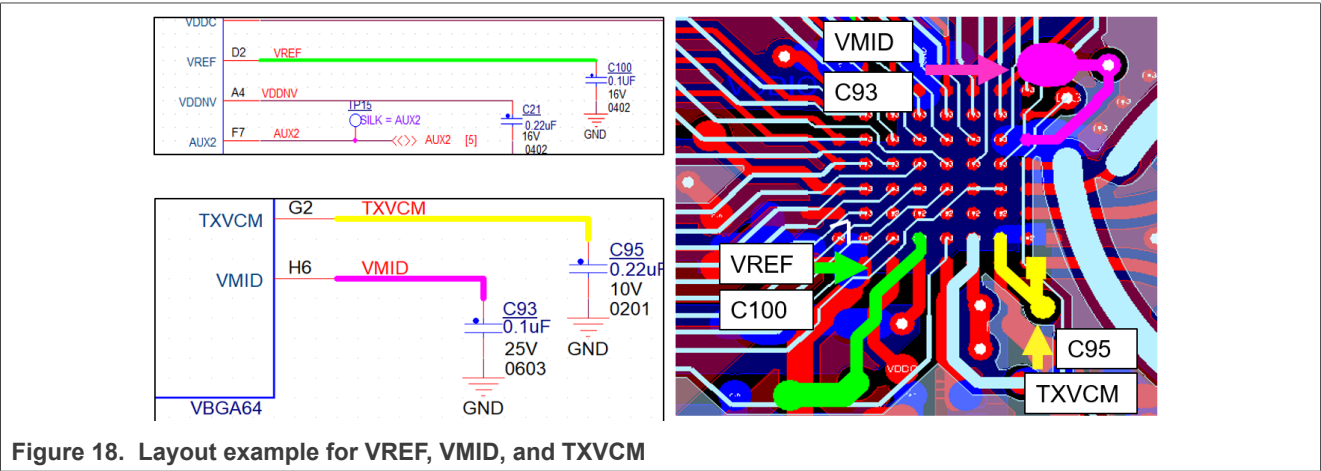 VDDC
VREF
D2
VREF
C100
0.1UF
16V
0402
GND
VDDNV
A4
VDDNV
TP15
SILK = AUX2
C21
0.22uF
16V
0402
AUX2
F7
AUX2
AUX2 [5]
TXVCM
G2
TXVCM
C95
0.22uF
10V
0201
GND
VMID
H6
VMID
C93
0.1uF
25V
0603
GND
VBGA64
VMID
C93
VREF
C100
VDDC
C95
TXVCM
Figure 18. Layout example for VREF, VMID, and TXVCM